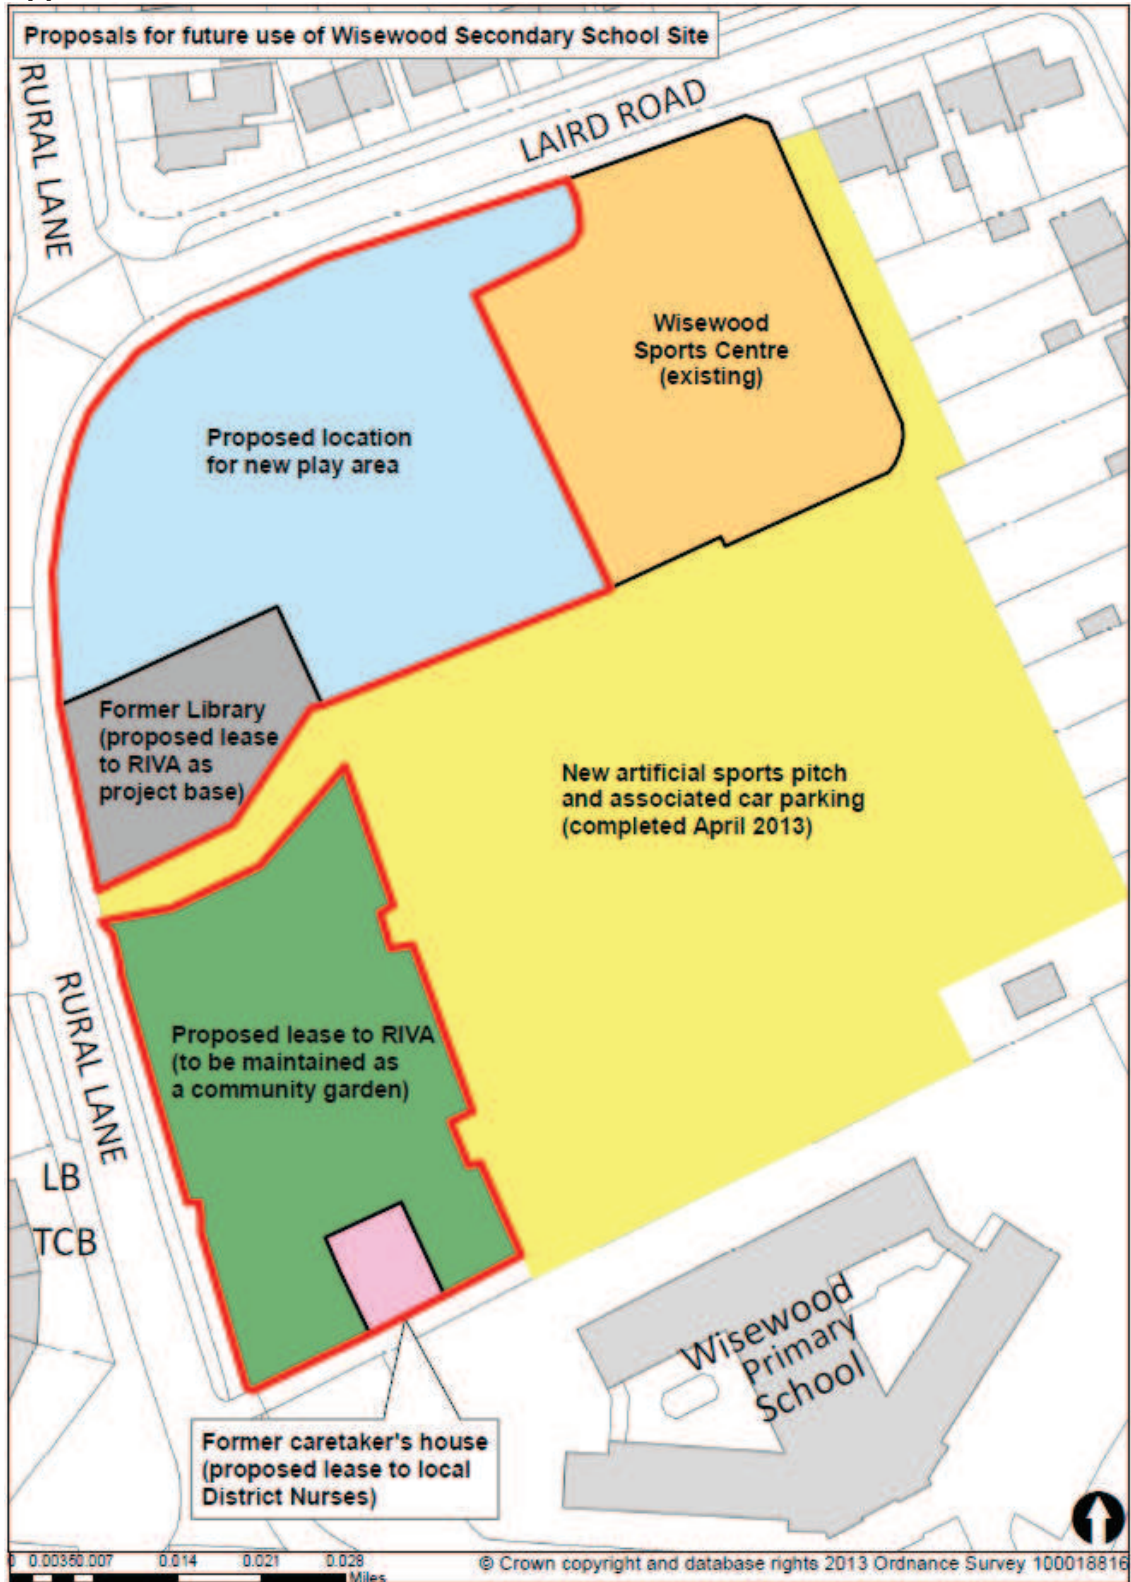 Proposals for future use of Wisewood Secondary School Site
RURAL LANE
LAIRD ROAD
Wisewood
Sports Centre
(existing)
Proposed location
for new play area
Former Library
(proposed lease
to RIVA as
project base)
New artificial sports pitch
and associated car parking
(completed April 2013)
RURAL LANE
Proposed lease to RIVA
(to be maintained as
a community garden)
LB
TCB
Wisewood
Primary
School
Former caretaker's house
(proposed lease to local
District Nurses)
0 0.0035 0.007 0.014 0.021 0.028
Miles
© Crown copyright and database rights 2013 Ordnance Survey 100018816